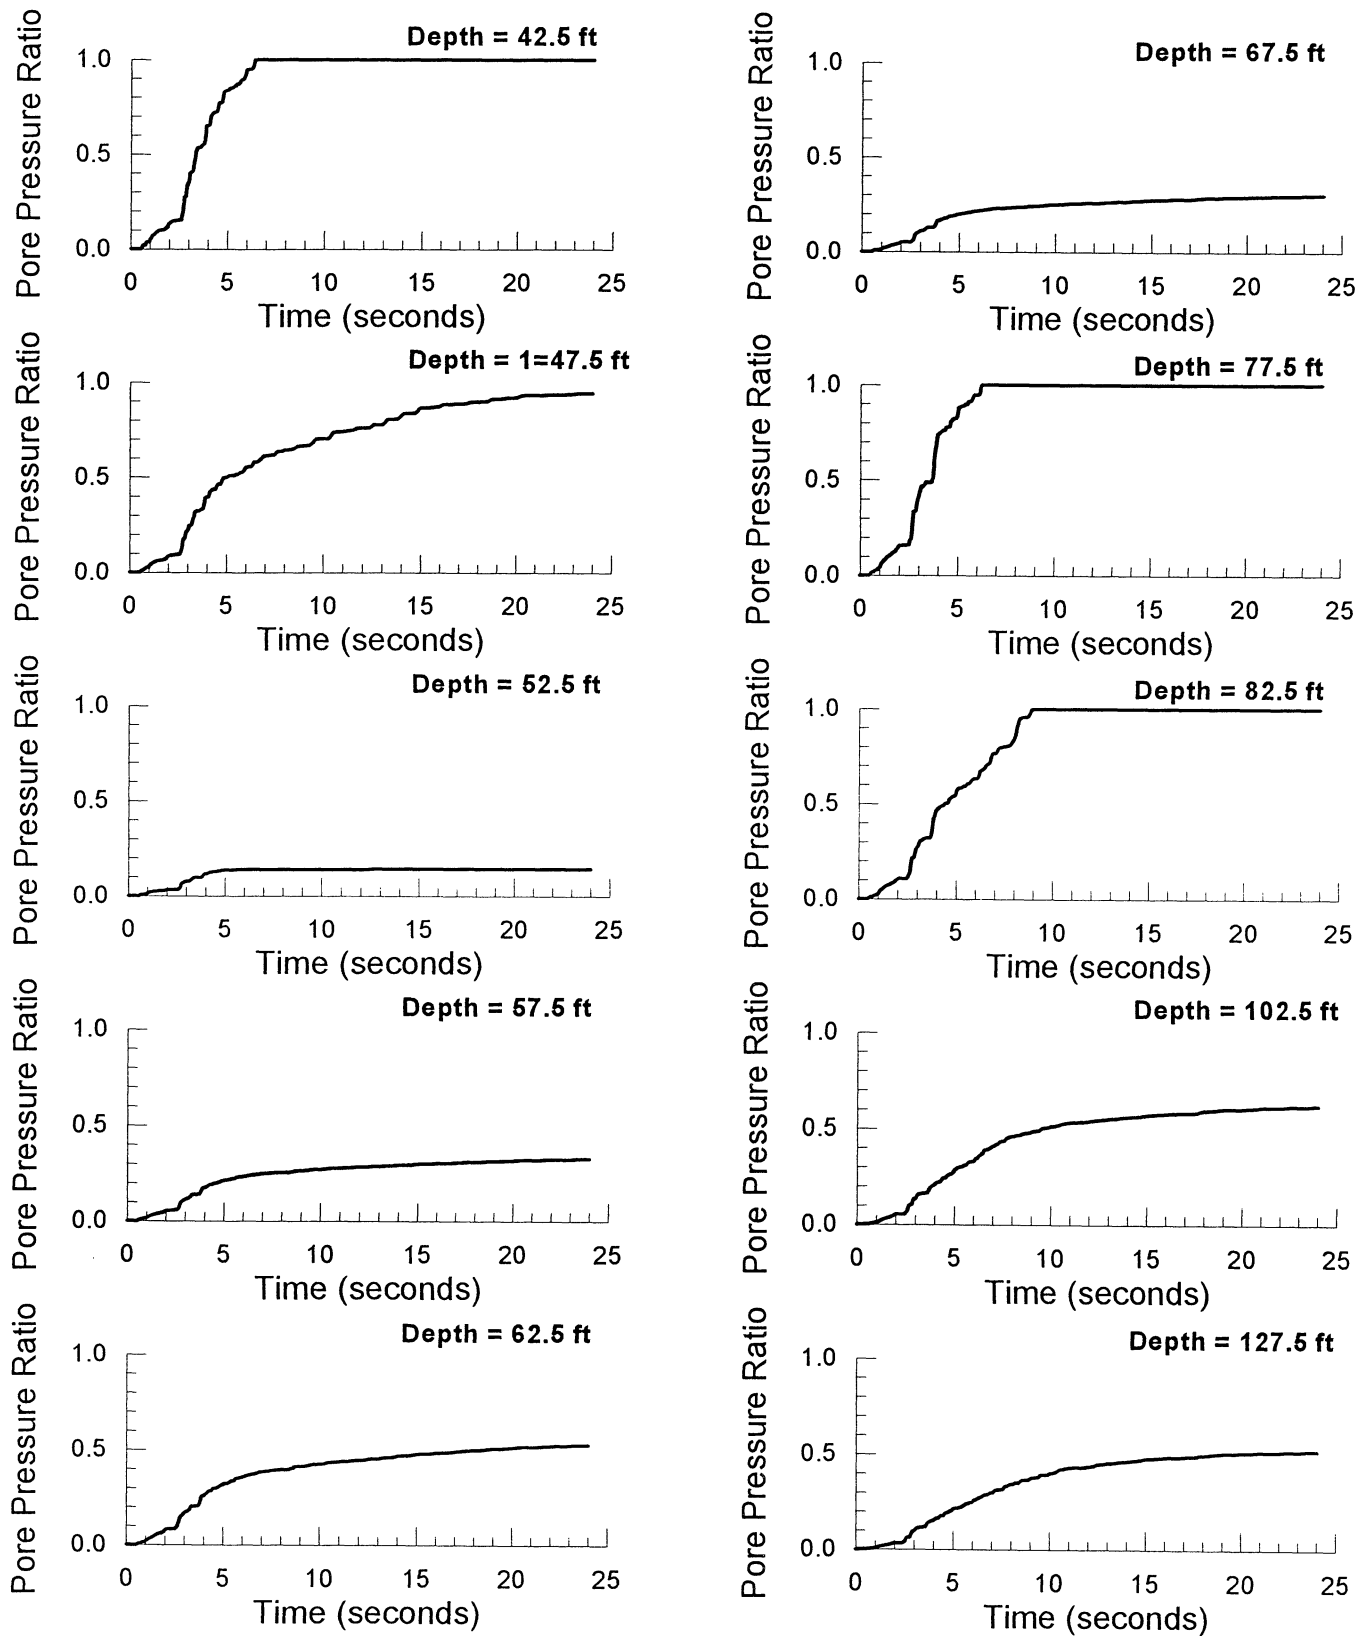 Depth = 42.5 ft
Pore Pressure Ratio
1.0
0.5
0.0
0 5 10 15 20 25
Time (seconds)
Depth = 1=47.5 ft
Pore Pressure Ratio
1.0
0.5
0.0
0 5 10 15 20 25
Time (seconds)
Depth = 52.5 ft
Pore Pressure Ratio
1.0
0.5
0.0
0 5 10 15 20 25
Time (seconds)
Depth = 57.5 ft
Pore Pressure Ratio
1.0
0.5
0.0
0 5 10 15 20 25
Time (seconds)
Depth = 62.5 ft
Pore Pressure Ratio
1.0
0.5
0.0
0 5 10 15 20 25
Time (seconds)
Depth = 67.5 ft
Pore Pressure Ratio
1.0
0.5
0.0
0 5 10 15 20 25
Time (seconds)
Depth = 77.5 ft
Pore Pressure Ratio
1.0
0.5
0.0
0 5 10 15 20 25
Time (seconds)
Depth = 82.5 ft
Pore Pressure Ratio
1.0
0.5
0.0
0 5 10 15 20 25
Time (seconds)
Depth = 102.5 ft
Pore Pressure Ratio
1.0
0.5
0.0
0 5 10 15 20 25
Time (seconds)
Depth = 127.5 ft
Pore Pressure Ratio
1.0
0.5
0.0
0 5 10 15 20 25
Time (seconds)